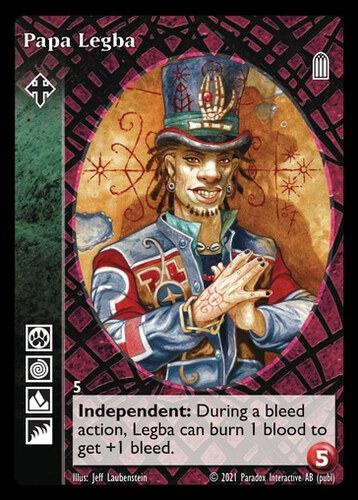 Papa Legba
5
Independent: During a bleed
action, Legba can burn 1 blood to
get +1 bleed.
5
Illus: Jeff Laubenstein © 2021 Paradox Interactive AB (publ)